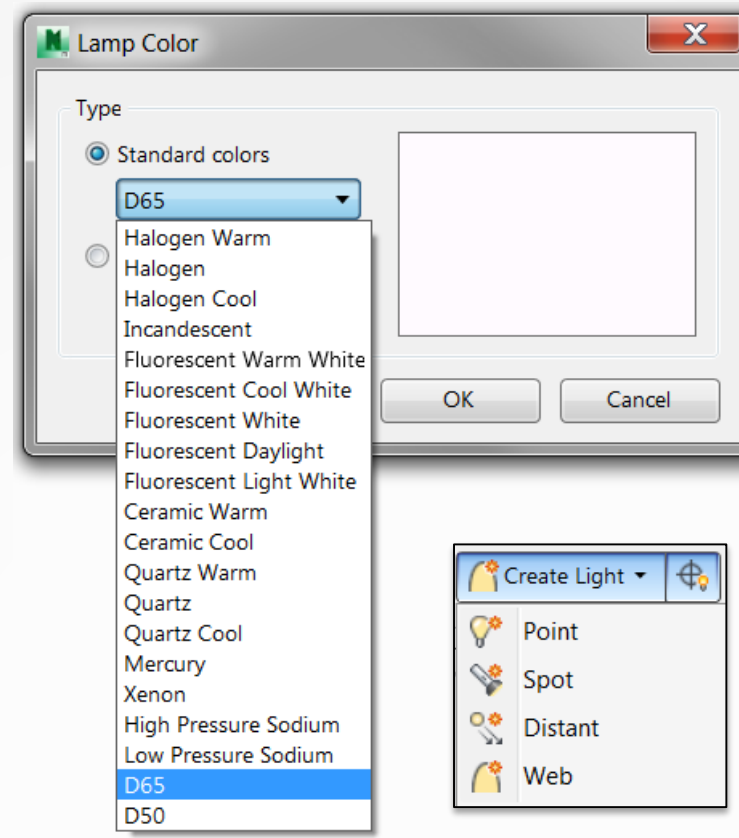 Lamp Color
Type
Standard colors
D65
Halogen Warm
Halogen
Halogen Cool
Incandescent
Fluorescent Warm White
Fluorescent Cool White
Fluorescent White
Fluorescent Daylight
Fluorescent Light White
Ceramic Warm
Ceramic Cool
Quartz Warm
Quartz
Quartz Cool
Mercury
Xenon
High Pressure Sodium
Low Pressure Sodium
D65
D50
OK
Cancel
Create Light
Point
Spot
Distant
Web